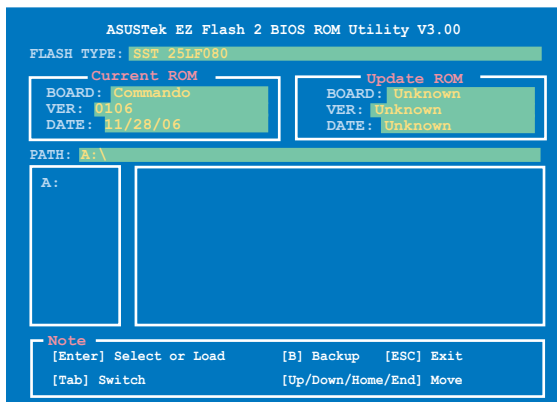 ASUSTek EZ Flash 2 BIOS ROM Utility V3.00
FLASH TYPE: SST 25LF080
Current ROM
BOARD: Commando
VER: 0106
DATE: 11/28/06
Update ROM
BOARD: Unknown
VER: Unknown
DATE: Unknown
PATH: A:\
A:
Note
[Enter] Select or Load [B] Backup [ESC] Exit
[Tab] Switch [Up/Down/Home/End] Move